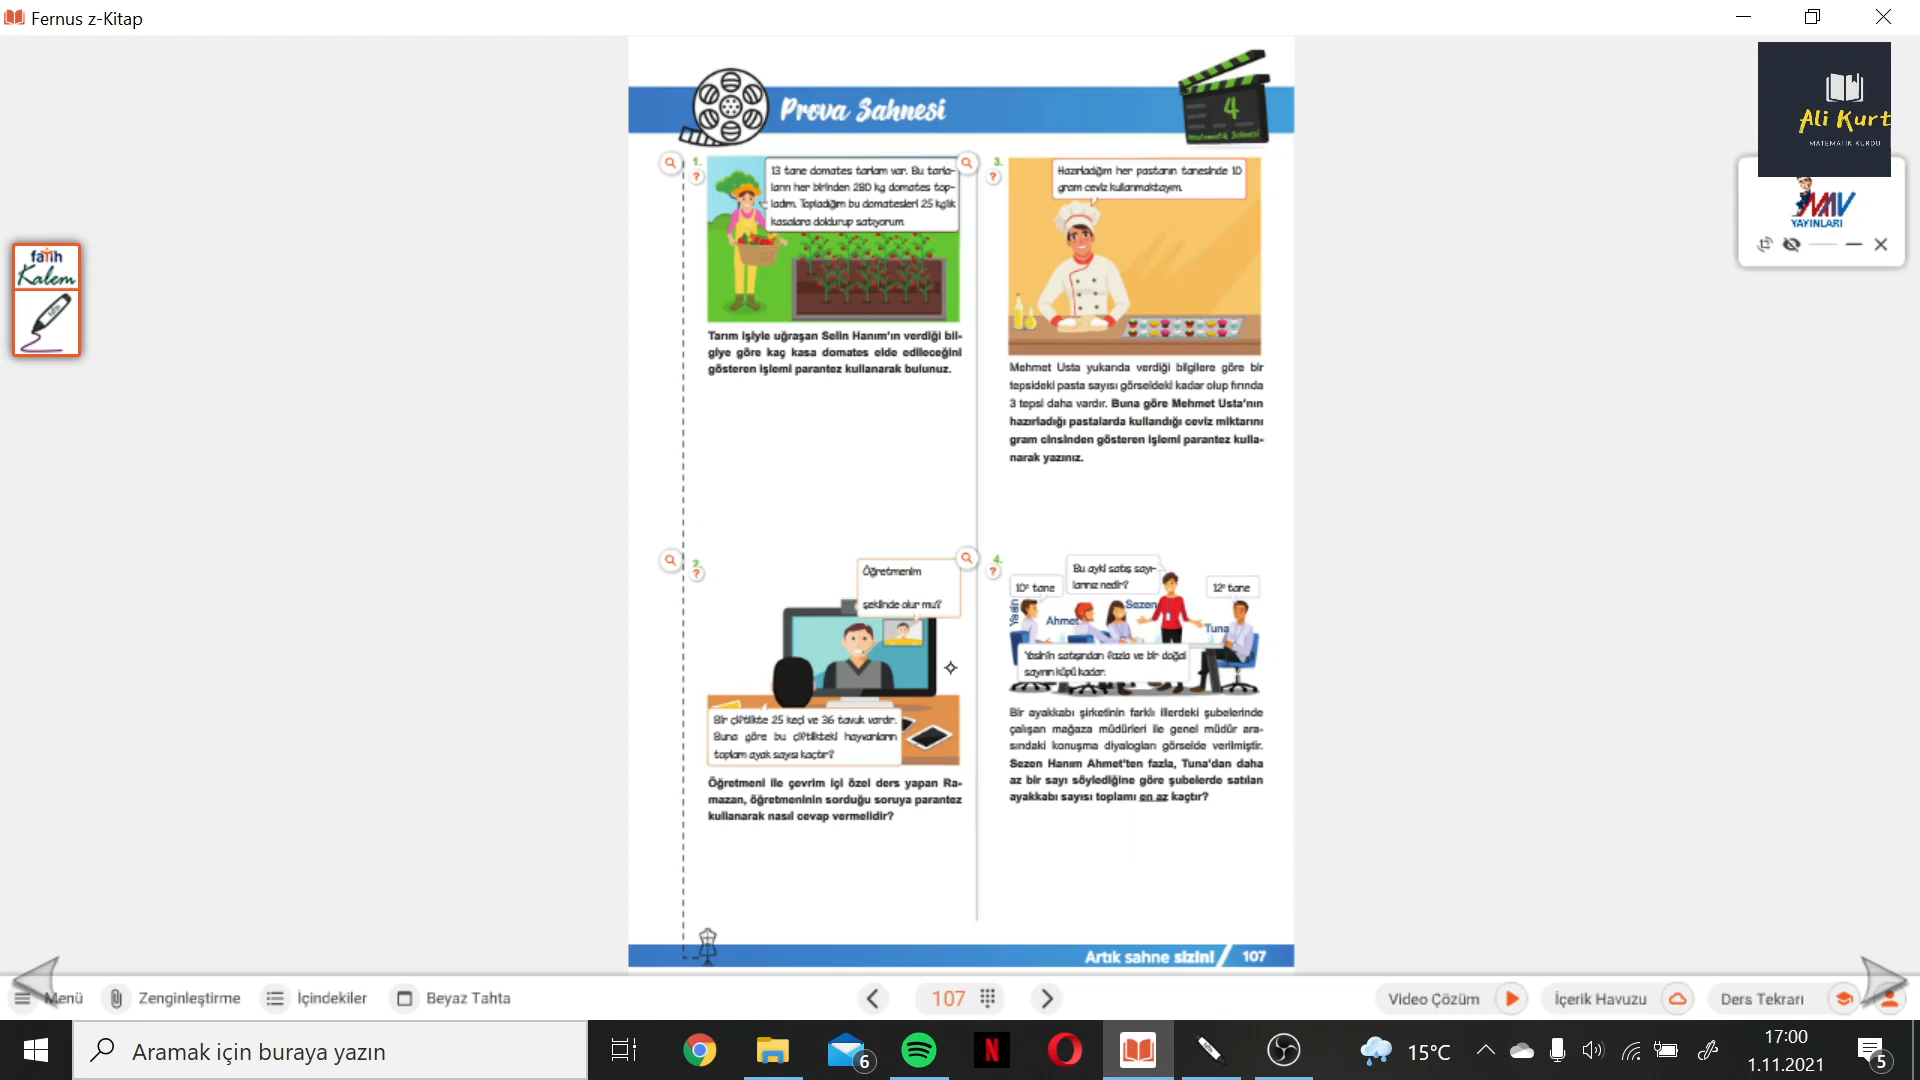 Fernus z-Kitap
Prova Sahnesi
4
Matematik Sahnesi
Ali Kurt
MATEMATİK KURDU
MAV
YAYINLARI
fatih
Kalem
1.
13 tane domates tarlam var. Bu tarla-
ların her birinden 280 kg domates top-
ladım. Topladığım bu domatesleri 25 kg'lık
kasalara doldurup satıyorum.
Tarım işiyle uğraşan Selin Hanım'ın verdiği bil-
giye göre kaç kasa domates elde edileceğini
gösteren işlemi parantez kullanarak bulunuz.
2.
Öğretmenim
şeklinde olur mu?
Bir çiftlikte 25 keçi ve 36 tavuk vardır.
Buna göre bu çiftlikteki hayvanların
toplam ayak sayısı kaçtır?
Öğretmeni ile çevrim içi özel ders yapan Ra-
mazan, öğretmeninin sorduğu soruya parantez
kullanarak nasıl cevap vermelidir?
3.
Hazırladığım her pastanın tanesinde 10
gram ceviz kullanmaktayım.
Mehmet Usta yukarıda verdiği bilgilere göre bir
tepsideki pasta sayısı görseldeki kadar olup fırında
3 tepsi daha vardır. Buna göre Mehmet Usta'nın
hazırladığı pastalarda kullandığı ceviz miktarını
gram cinsinden gösteren işlemi parantez kulla-
narak yazınız.
4.
Bu ayki satış sayı-
larınız nedir?
10² tane
12² tane
Yasin
Ahmet
Sezen
Tuna
Yasin'in satışından fazla ve bir doğal
sayının küpü kadar.
Bir ayakkabı şirketinin farklı illerdeki şubelerinde
çalışan mağaza müdürleri ile genel müdür ara-
sındaki konuşma diyalogları görselde verilmiştir.
Sezen Hanım Ahmet'ten fazla, Tuna'dan daha
az bir sayı söylediğine göre şubelerde satılan
ayakkabı sayısı toplamı en az kaçtır?
Artık sahne sizin! 107
Menü
Zenginleştirme
İçindekiler
Beyaz Tahta
107
Video Çözüm
İçerik Havuzu
Ders Tekrarı
Aramak için buraya yazın
6
N
15°C
17:00
1.11.2021
5